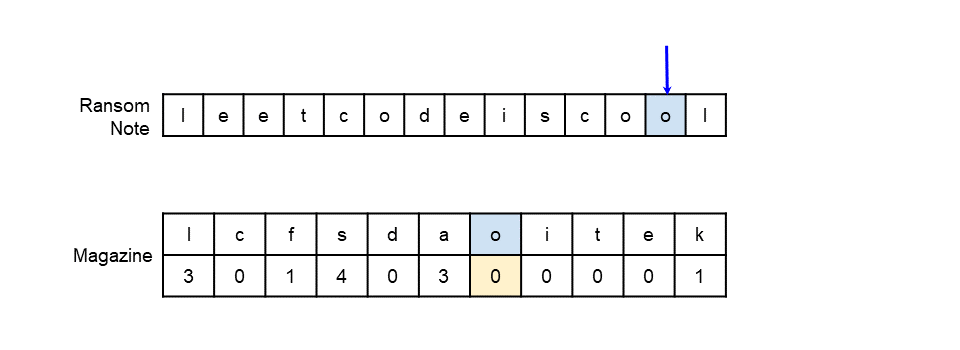 Ransom Note
l e e t c o d e i s c o o l
Magazine
l c f s d a o i t e k
3 0 1 4 0 3 0 0 0 0 1